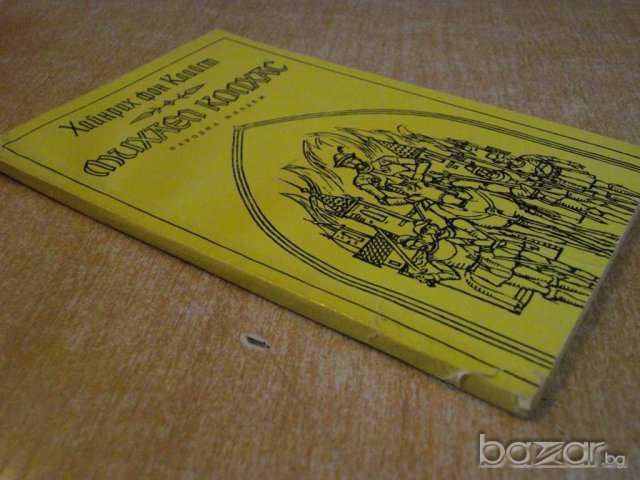 Хайнрих фон Клайст
МИХАЕЛ КОЛХАС
НАРОДНА МЛАДЕЖ
bazar.bg